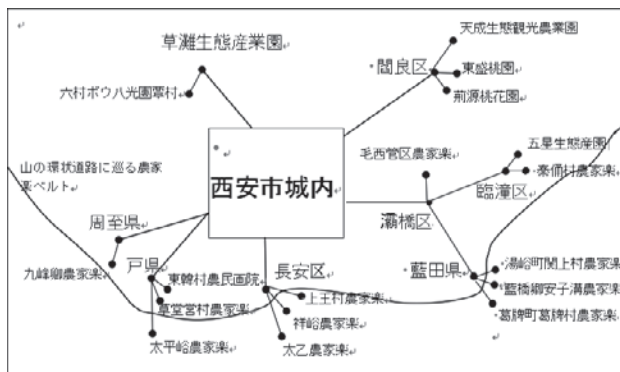 天成生態観光農業園
草灘生態産業園
閻良区
東盛桃園
六村ボウ八光園覃村
荊源桃花園
五星生態産園
毛西管区農家楽
秦俑村農家楽
山の環状道路に巡る農家
楽ベルト
西安市城内
臨潼区
周至県
灞橋区
戸県
長安区
藍田県
湯峪町関上村農家楽
九峰郷農家楽
東韓村農民画院
藍橋郷安子溝農家楽
上王村農家楽
草堂営村農家楽
葛牌町葛牌村農家楽
祥峪農家楽
太平峪農家楽
太乙農家楽